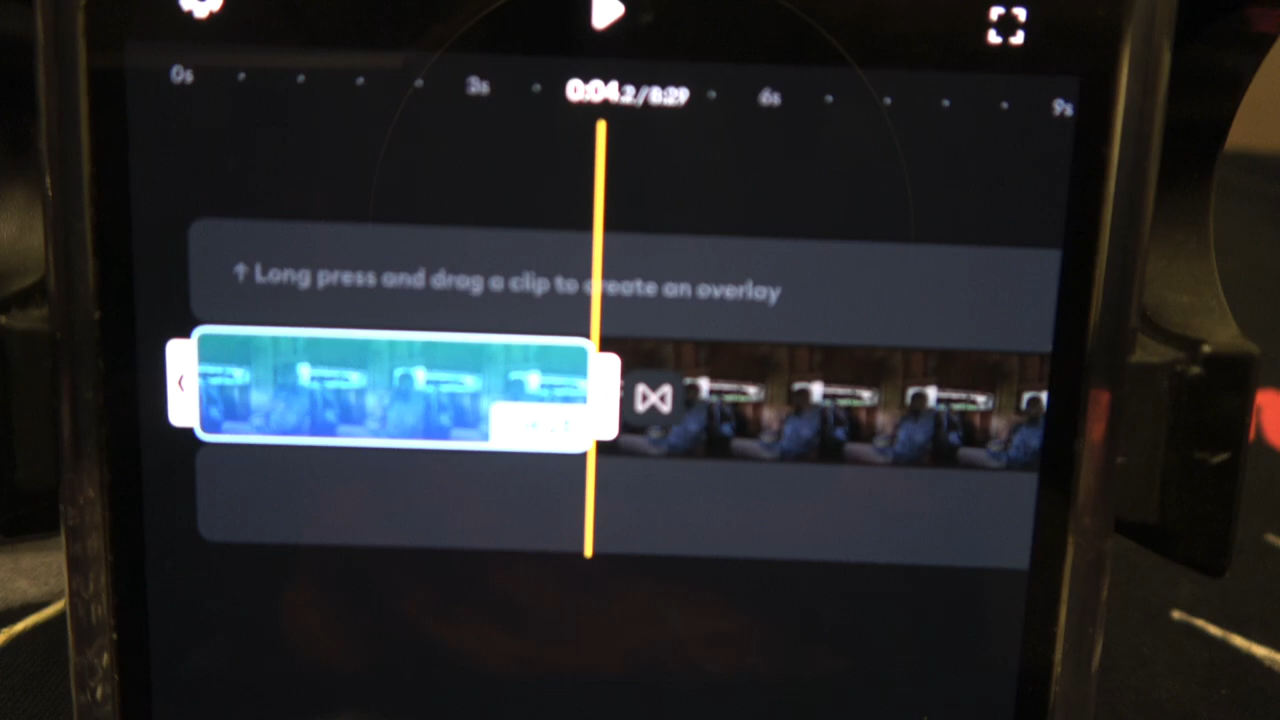 0s 3s 0:04.2/8:29 6s 9s
↑ Long press and drag a clip to create an overlay